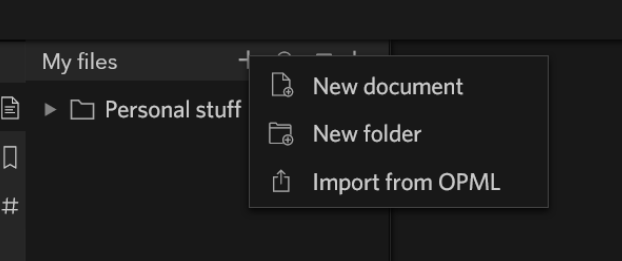 My files
New document
Personal stuff
New folder
Import from OPML